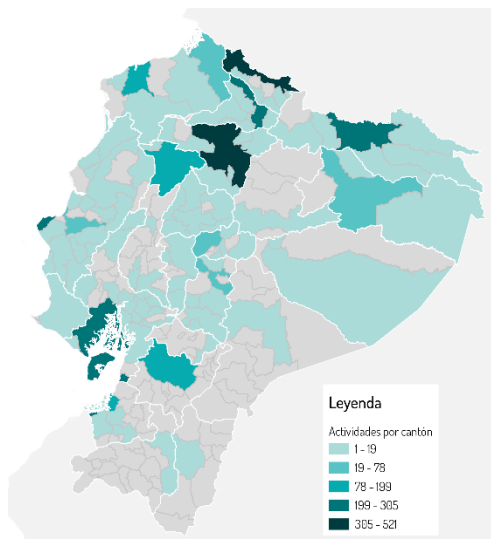 Leyenda
Actividades por cantón
1 - 19
19 - 78
78 - 199
199 - 305
305 - 521